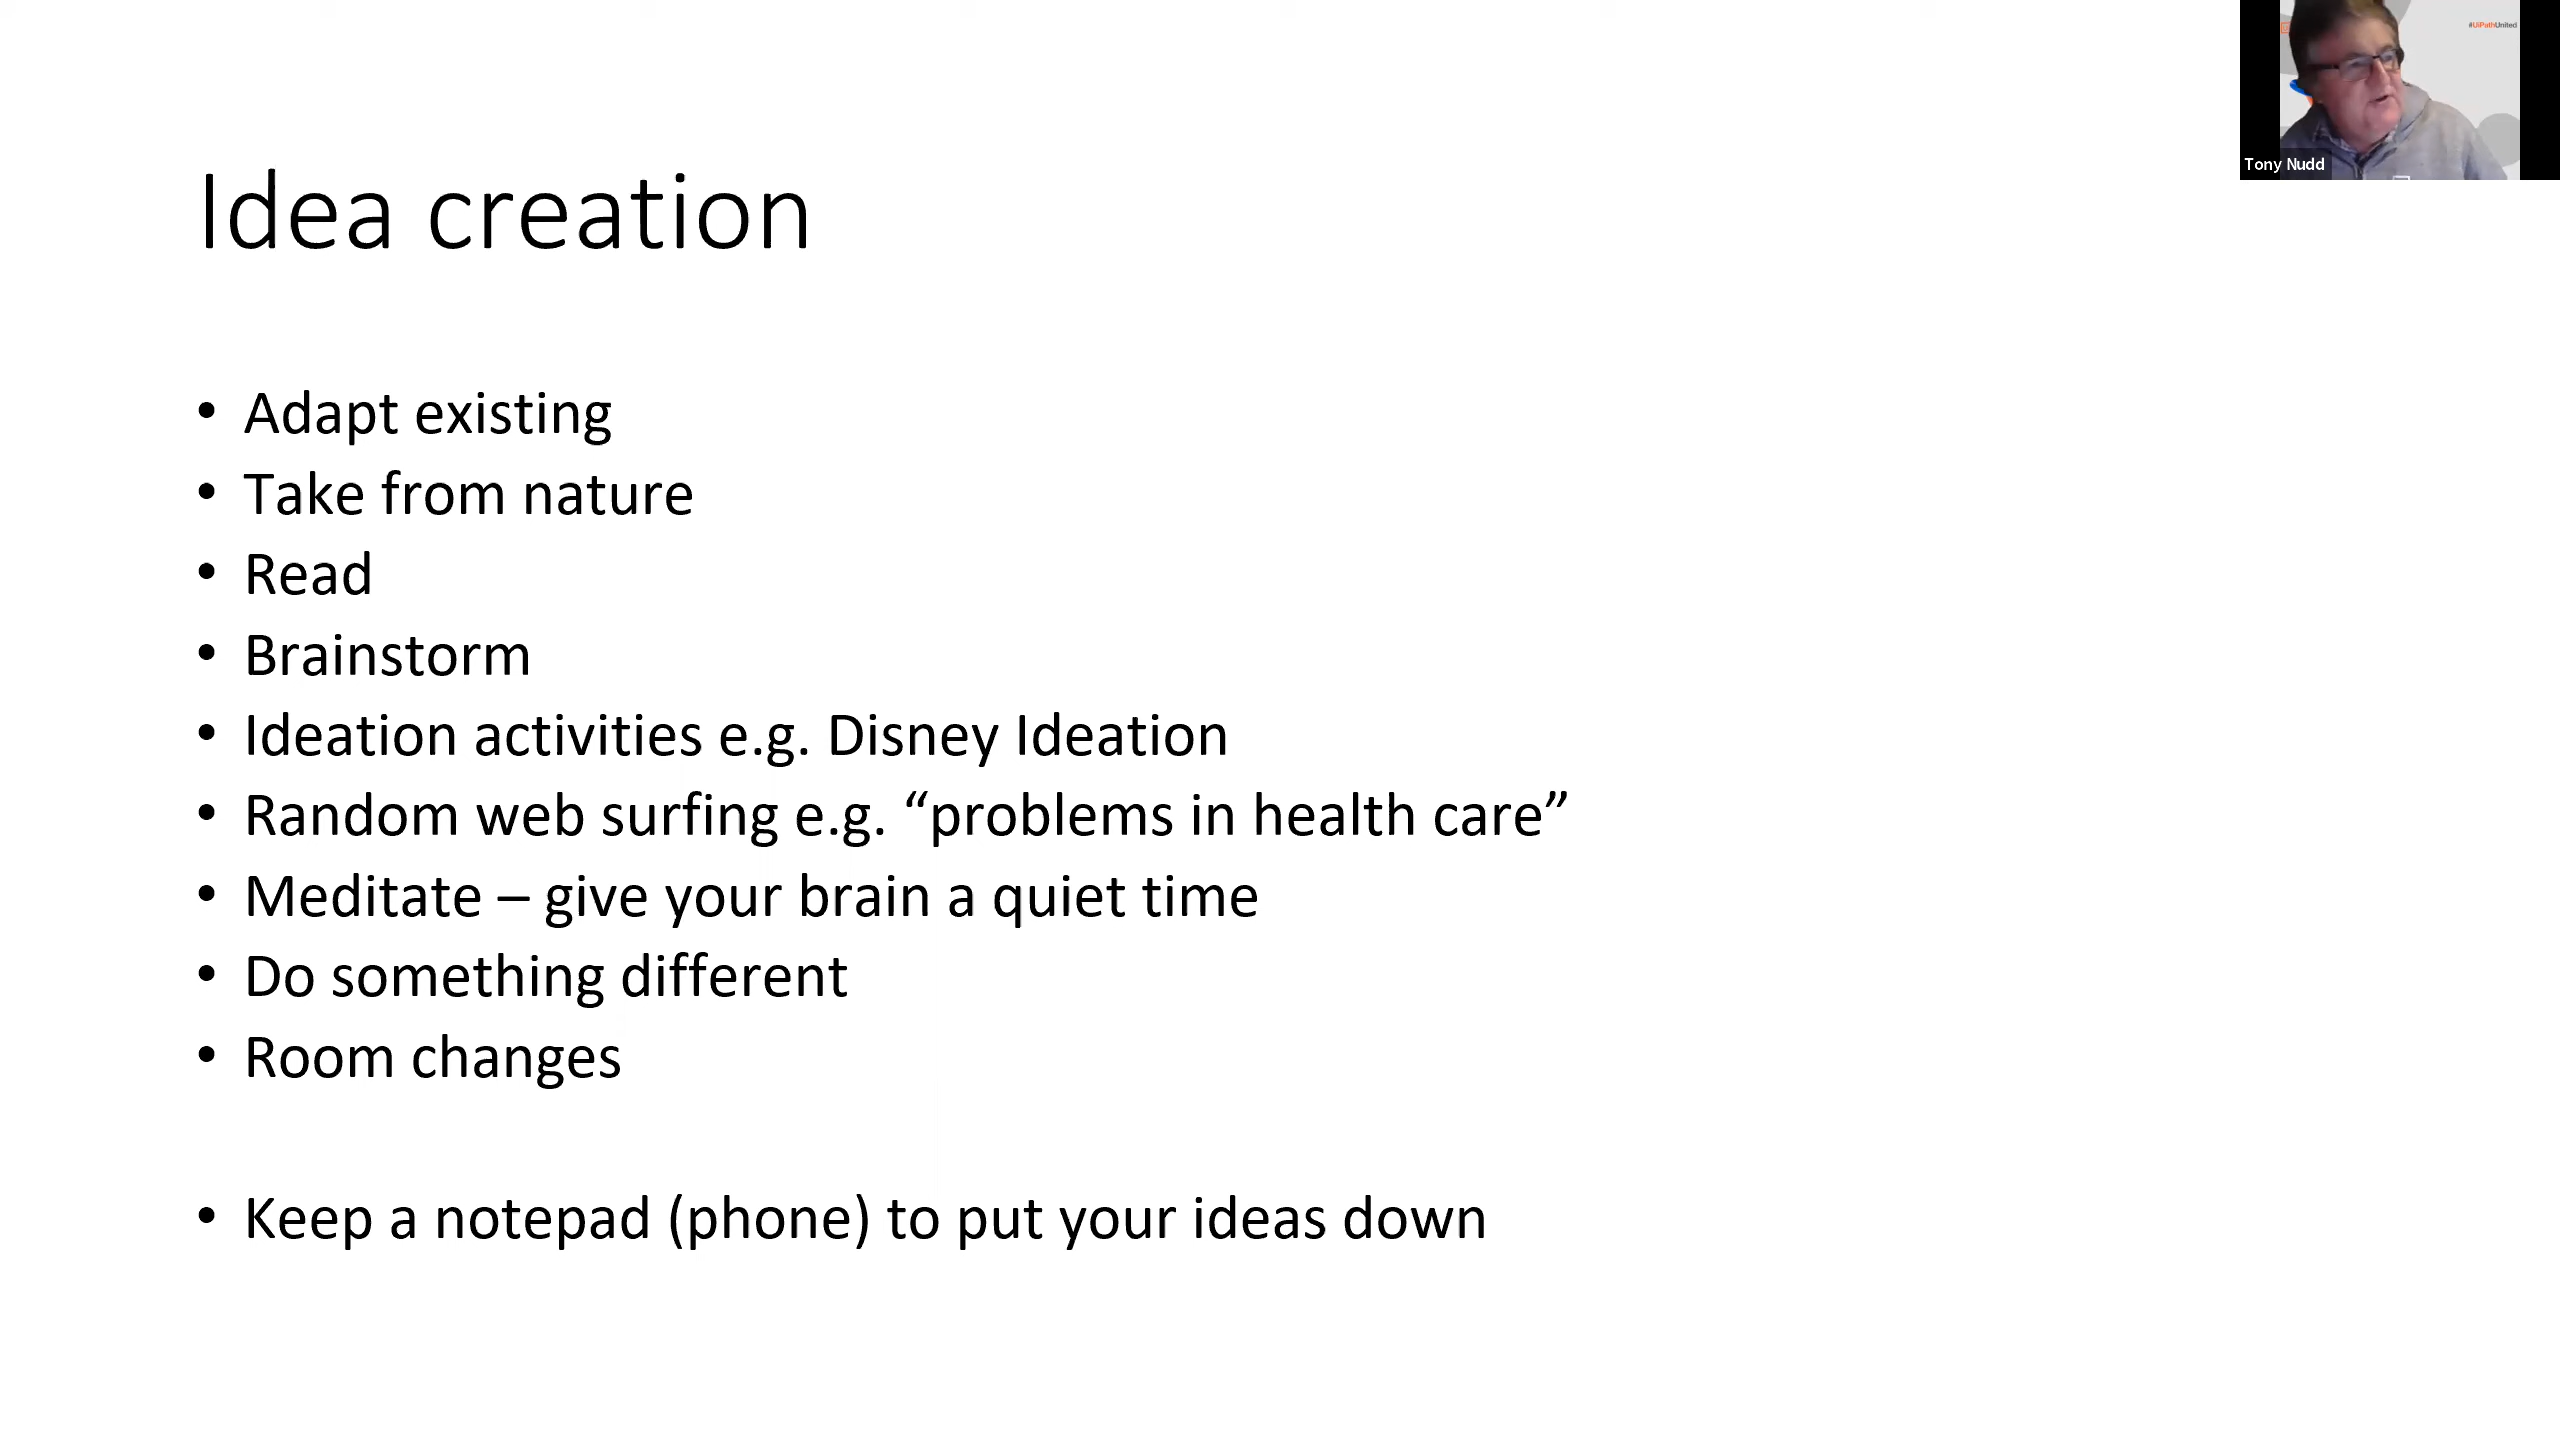 #UiPathUnited
Tony Nudd
Idea creation
• Adapt existing
• Take from nature
• Read
• Brainstorm
• Ideation activities e.g. Disney Ideation
• Random web surfing e.g. “problems in health care”
• Meditate – give your brain a quiet time
• Do something different
• Room changes
• Keep a notepad (phone) to put your ideas down